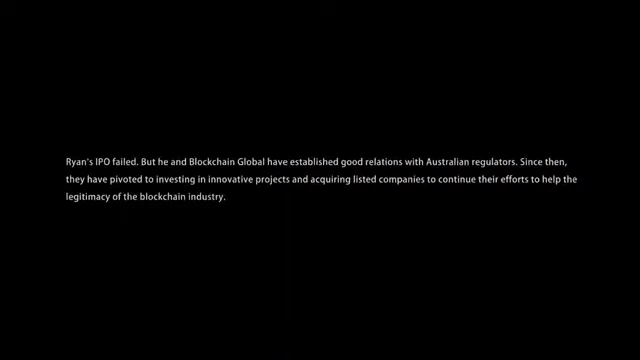 Ryan's IPO failed. But he and Blockchain Global have established good relations with Australian regulators. Since then,
they have pivoted to investing in innovative projects and acquiring listed companies to continue their efforts to help the
legitimacy of the blockchain industry.